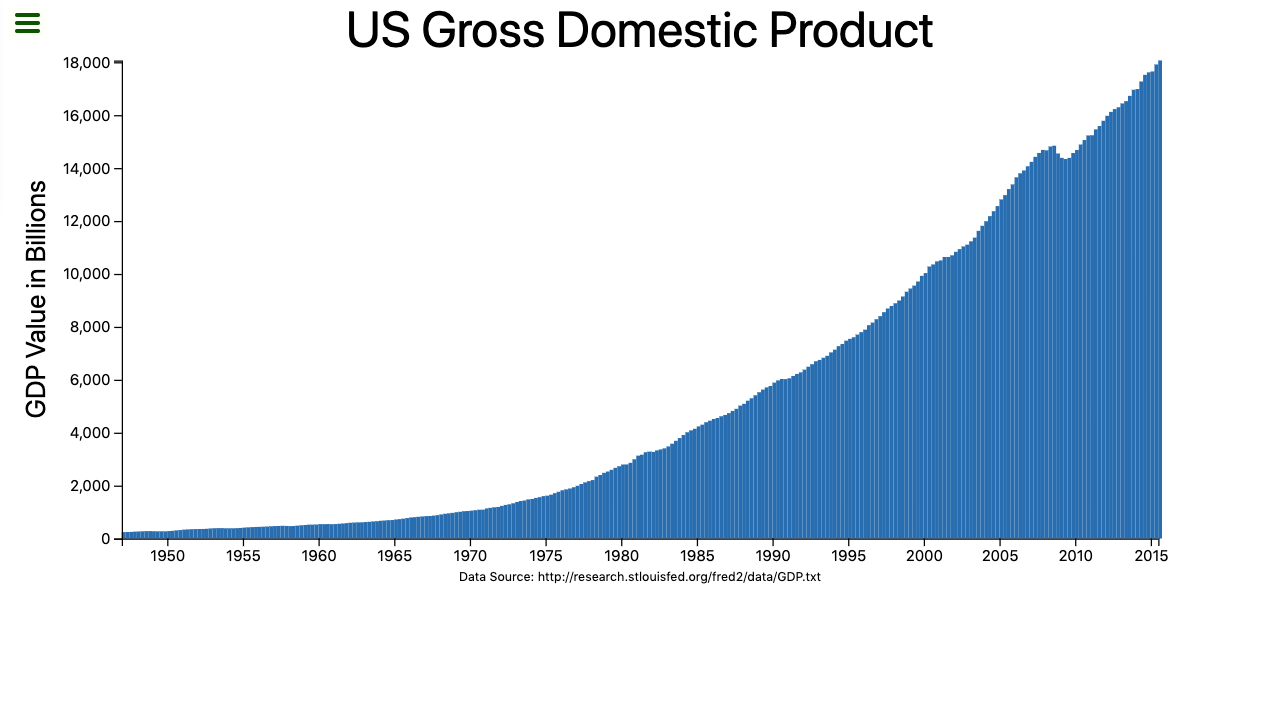 US Gross Domestic Product
GDP Value in Billions
18,000
16,000
14,000
12,000
10,000
8,000
6,000
4,000
2,000
0
1950 1955 1960 1965 1970 1975 1980 1985 1990 1995 2000 2005 2010 2015
Data Source: http://research.stlouisfed.org/fred2/data/GDP.txt